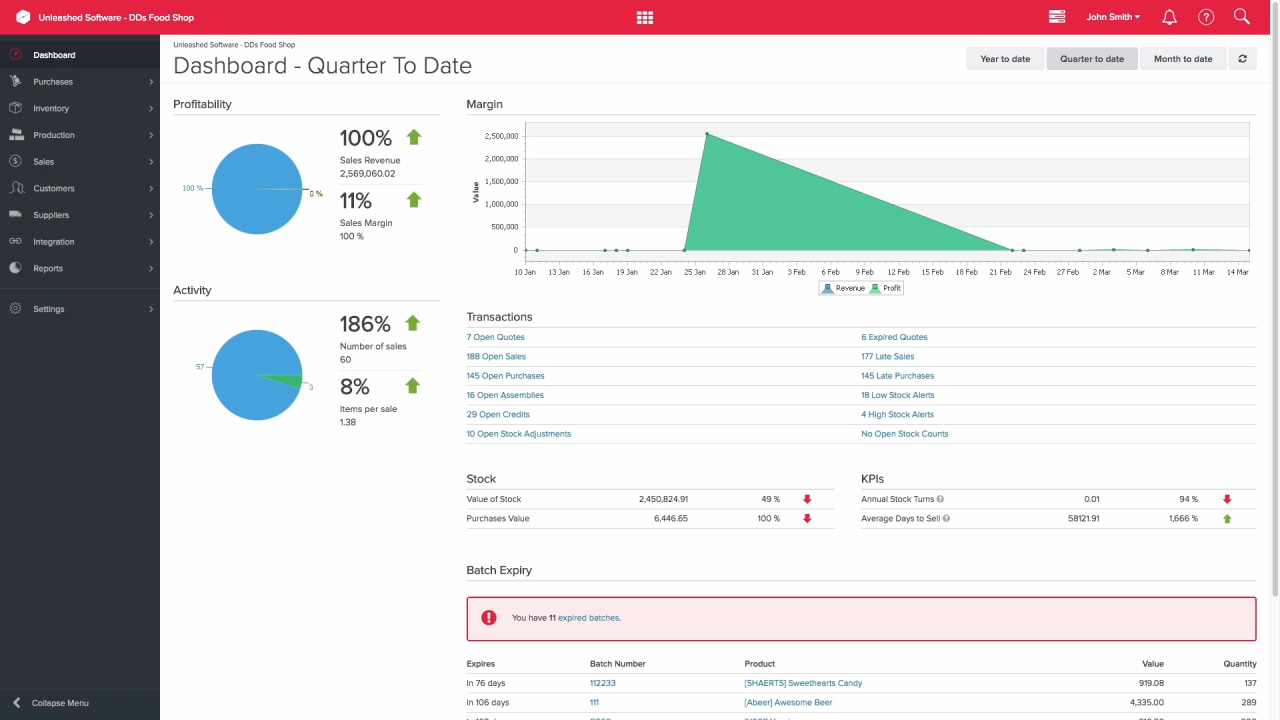 Unleashed Software - DDs Food Shop
John Smith
?
Dashboard
Purchases
Inventory
Production
Sales
Customers
Suppliers
Integration
Reports
Settings
Collapse Menu
Unleashed Software - DDs Food Shop
Dashboard - Quarter To Date
Year to date
Quarter to date
Month to date
Profitability
100 %
0 %
100%
Sales Revenue
2,569,060.02
11%
Sales Margin
100 %
Activity
57
3
186%
Number of sales
60
8%
Items per sale
1.38
Margin
Value
2,500,000
2,000,000
1,500,000
1,000,000
500,000
0
10 Jan 13 Jan 16 Jan 19 Jan 22 Jan 25 Jan 28 Jan 31 Jan 3 Feb 6 Feb 9 Feb 12 Feb 15 Feb 18 Feb 21 Feb 24 Feb 27 Feb 2 Mar 5 Mar 8 Mar 11 Mar 14 Mar
Revenue Profit
Transactions
7 Open Quotes 6 Expired Quotes
188 Open Sales 177 Late Sales
145 Open Purchases 145 Late Purchases
16 Open Assemblies 18 Low Stock Alerts
29 Open Credits 4 High Stock Alerts
10 Open Stock Adjustments No Open Stock Counts
Stock
Value of Stock 2,450,824.91 49 %
Purchases Value 6,446.65 100 %
KPIs
Annual Stock Turns ? 0.01 94 %
Average Days to Sell ? 58121.91 1,666 %
Batch Expiry
! You have 11 expired batches.
Expires Batch Number Product Value Quantity
In 76 days 112233 [SHAERTS] Sweethearts Candy 919.08 137
In 106 days 111 [Abeer] Awesome Beer 4,335.00 289